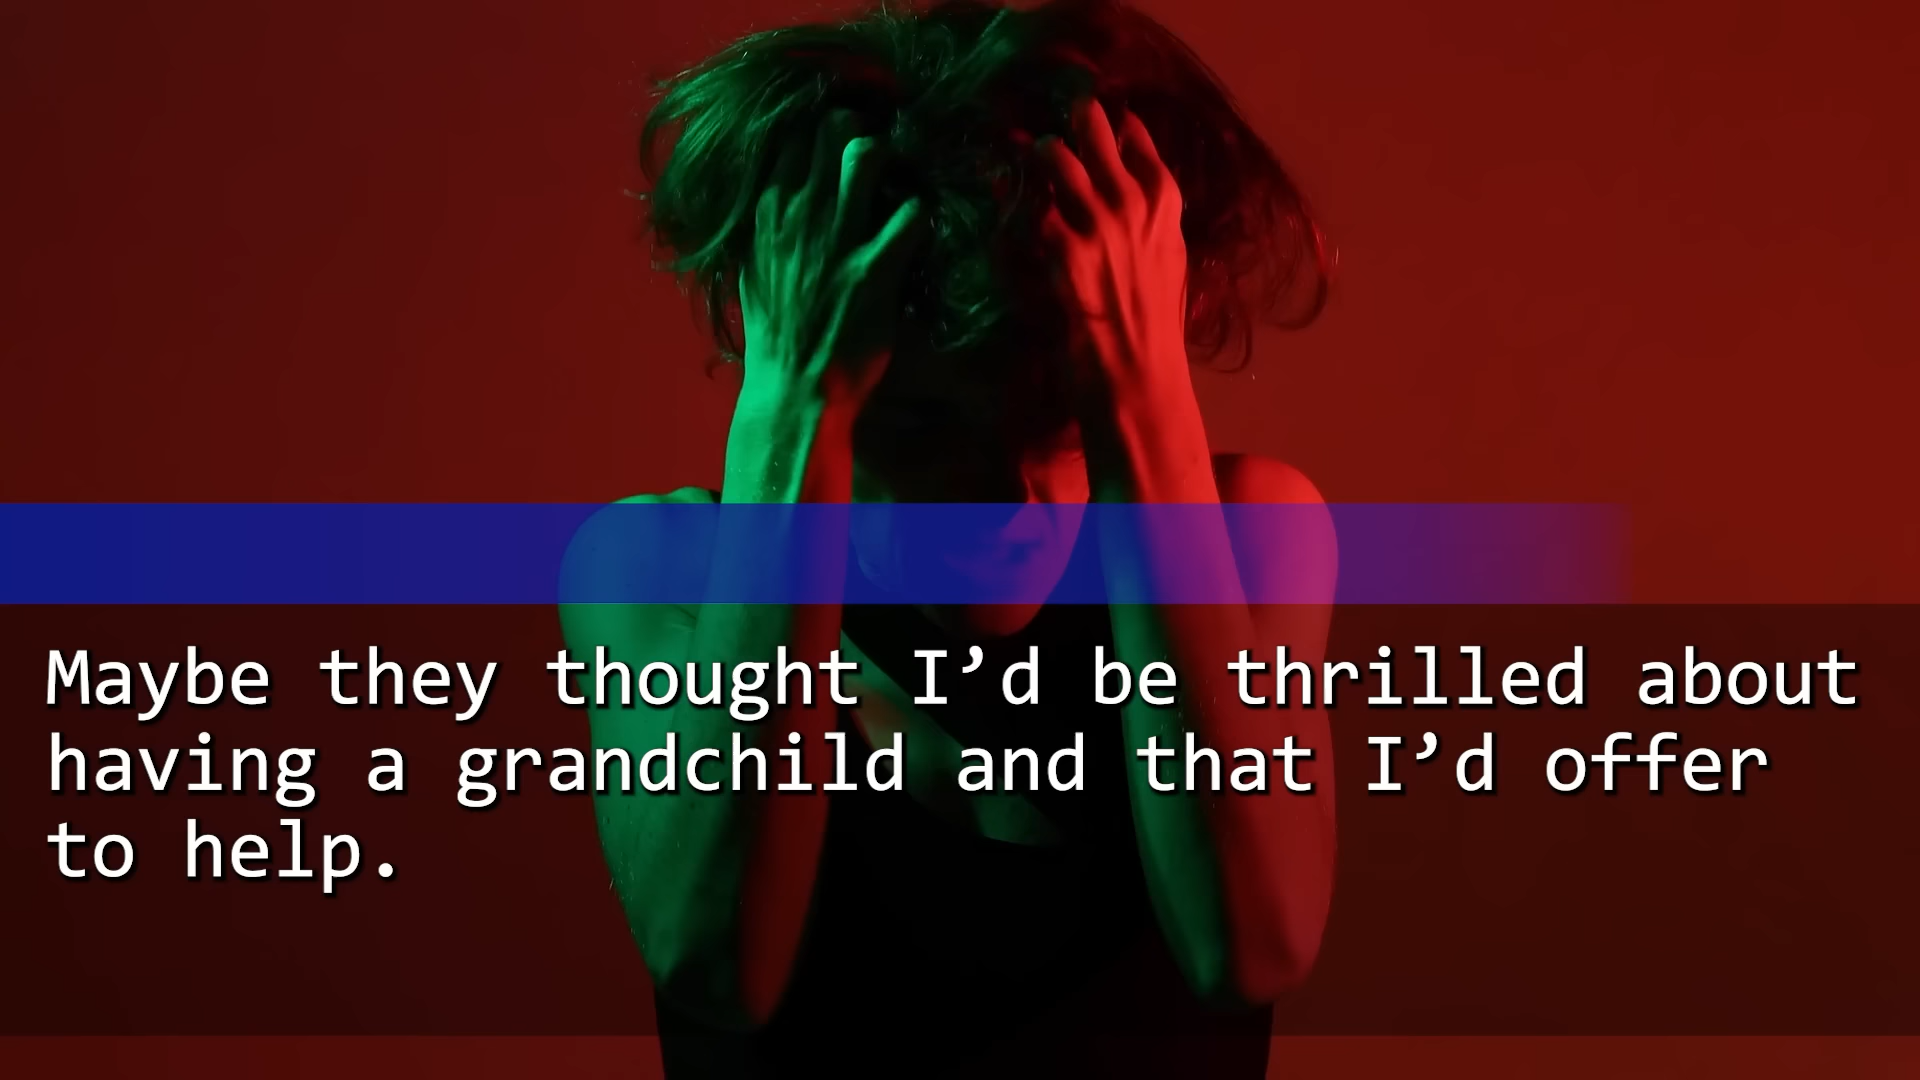 Maybe they thought I’d be thrilled about
having a grandchild and that I’d offer
to help.